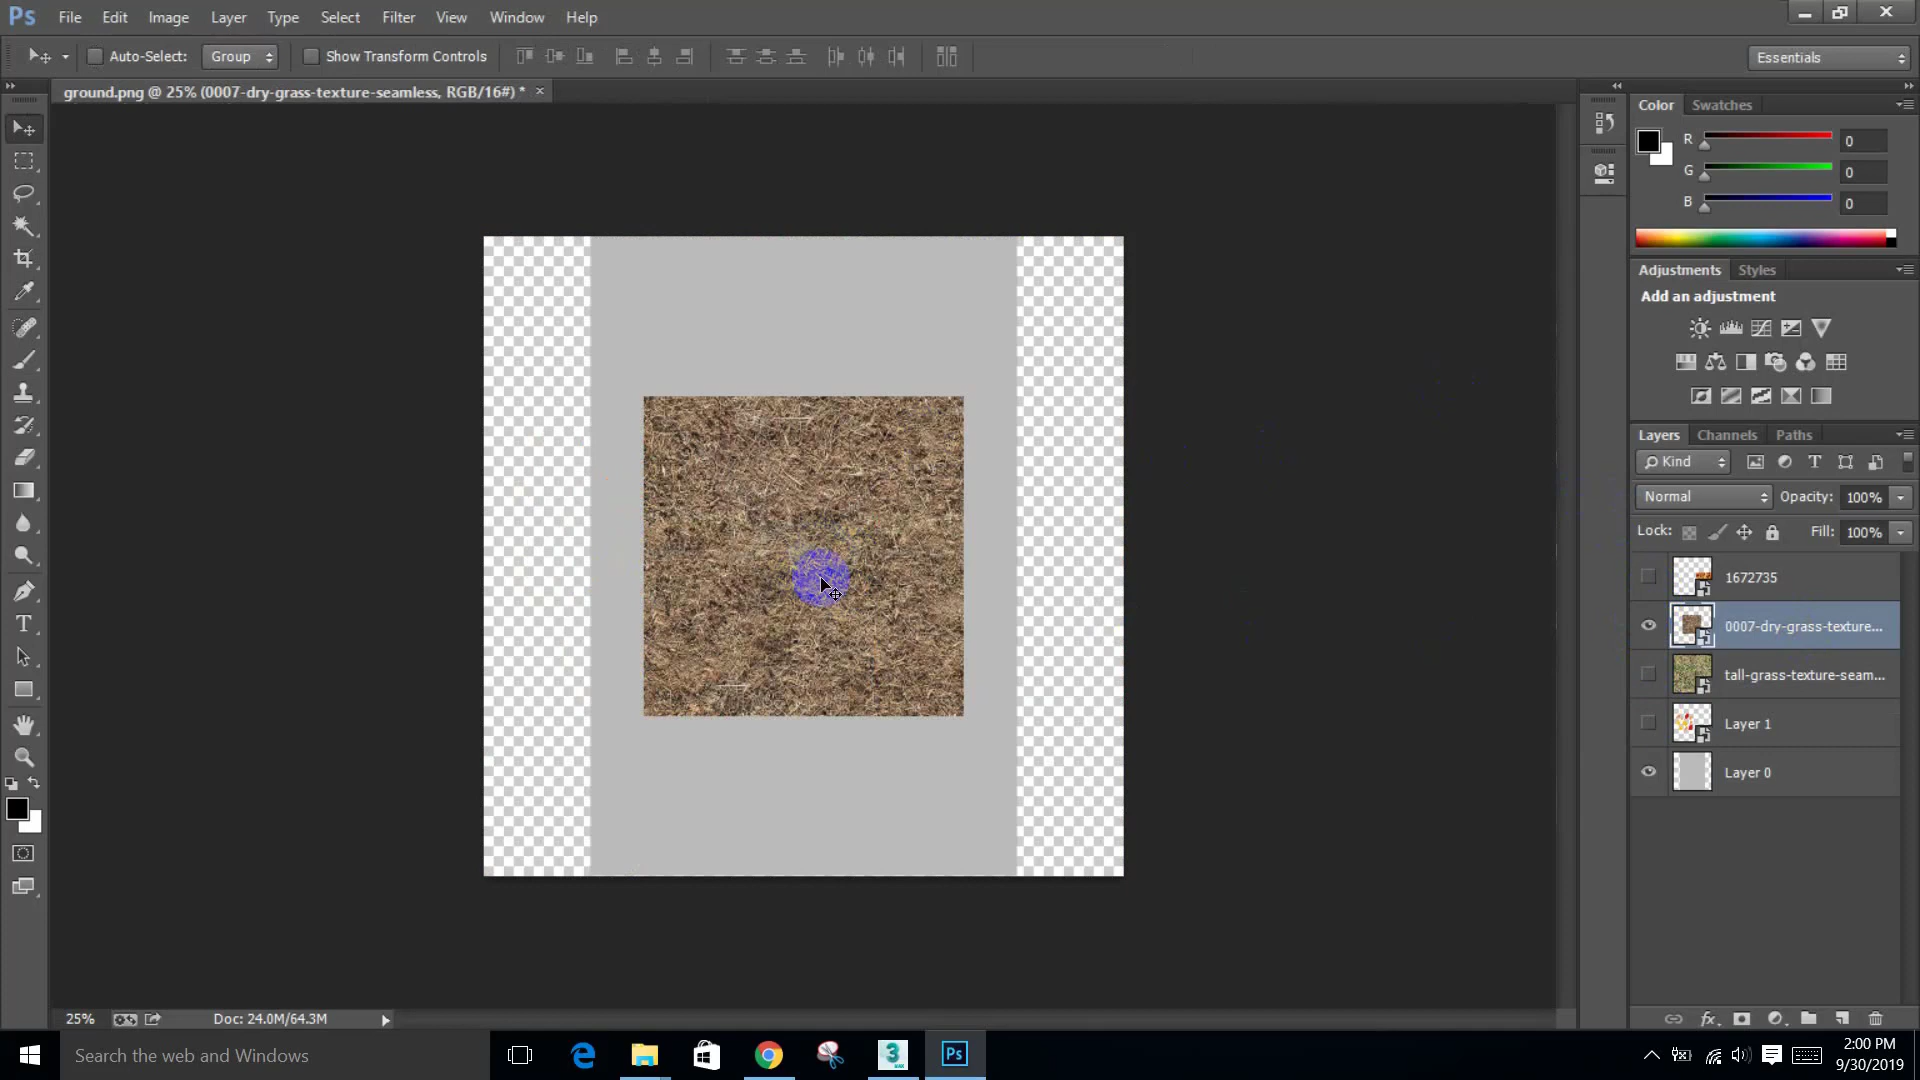 Ps File Edit Image Layer Type Select Filter View Window Help
Auto-Select: Group Show Transform Controls Essentials
ground.png @ 25% (0007-dry-grass-texture-seamless, RGB/16#) * ×
Color Swatches
R 0
G 0
B 0
Adjustments Styles
Add an adjustment
Layers Channels Paths
Kind
Normal Opacity: 100%
Lock: Fill: 100%
1672735
0007-dry-grass-texture...
tall-grass-texture-seam...
Layer 1
Layer 0
25% Doc: 24.0M/64.3M
Search the web and Windows
Ps
2:00 PM
9/30/2019